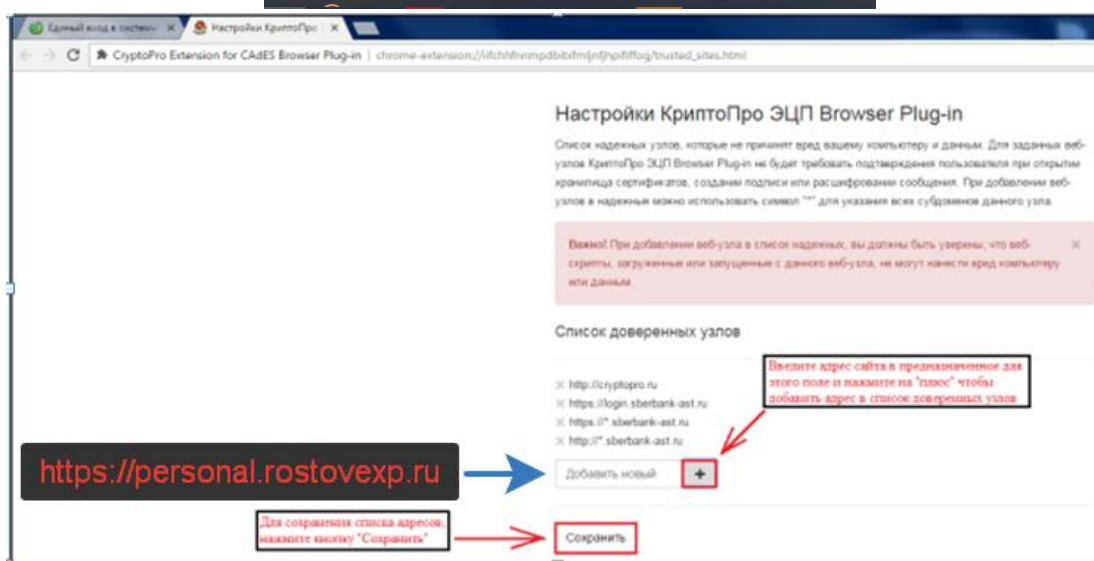 Единый вход в систему
Настройки КриптоПро
CryptoPro Extension for CAdES Browser Plug-in
Настройки КриптоПро ЭЦП Browser Plug-in
Список надежных узлов, которые не причинят вред вашему компьютеру и данным. Для заданных веб-
узлов КриптоПро ЭЦП Browser Plug-in не будет требовать подтверждения пользователя при открытии
хранилища сертификатов, создании подписи или расшифровании сообщения. При добавлении веб-
узлов в надежные можно использовать символ "*" для указания всех субдоменов данного узла.
Важно! При добавлении веб-узла в список надежных, вы должны быть уверены, что веб-
скрипты, загруженные или запущенные с данного веб-узла, не могут нанести вред компьютеру
или данным.
Список доверенных узлов
Введите адрес сайта в предназначенное для
этого поле и нажмите на "плюс" чтобы
добавить адрес в список доверенных узлов
http://cryptopro.ru
https://login.sberbank-ast.ru
https://*.sberbank-ast.ru
http://*.sberbank-ast.ru
https://personal.rostovexp.ru
Добавить новый
+
Для сохранения списка адресов,
нажмите кнопку "Сохранить"
Сохранить